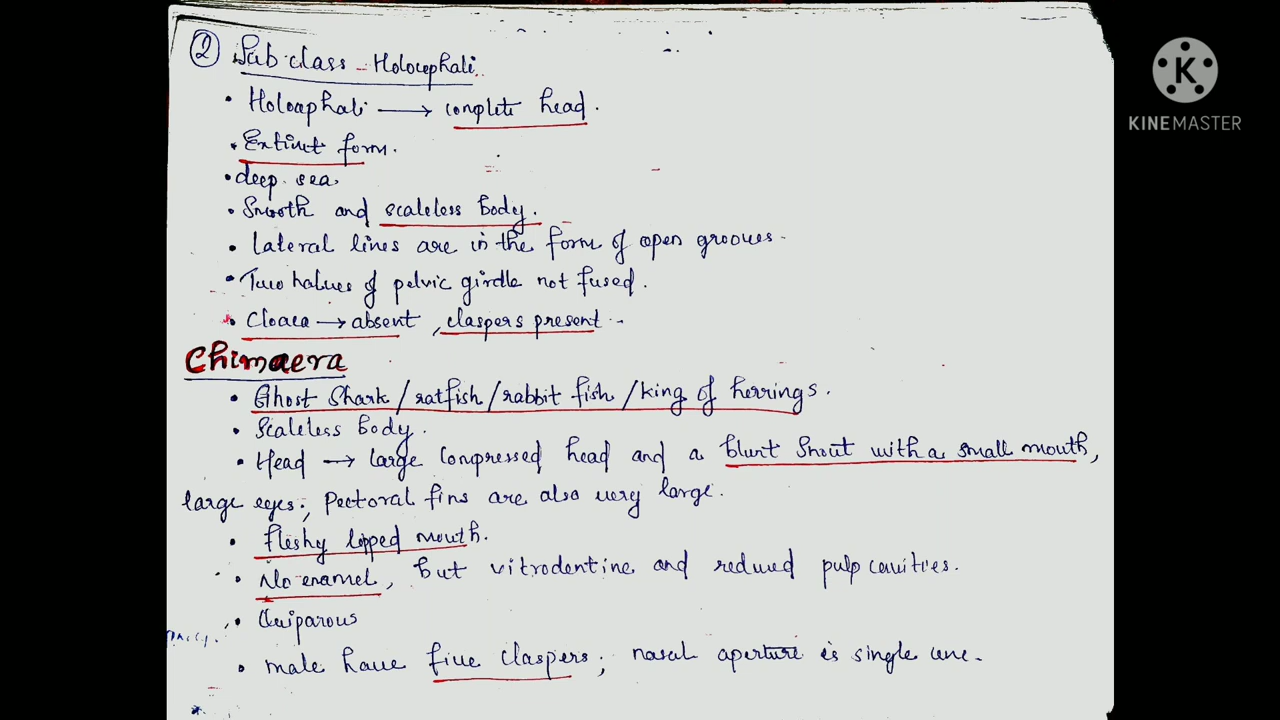 ② Sub class - Holocephali
• Holocephali → complete head.
• Extinct form.
• deep sea
• Smooth and scaleless body.
• Lateral lines are in the form of open grooves.
• Two halves of pelvic girdle not fused.
• Cloaca → absent, claspers present
Chimaera
• Ghost Shark / ratfish / rabbit fish / king of herrings.
• Scaleless body.
• Head → large compressed head and a blunt snout with a small mouth,
large eyes; pectoral fins are also very large.
• Fleshy lipped mouth.
• No enamel, but vitrodentine and reduced pulp cavities.
• Oviparous
• male have five claspers; nasal aperture is single one.
KINEMASTER